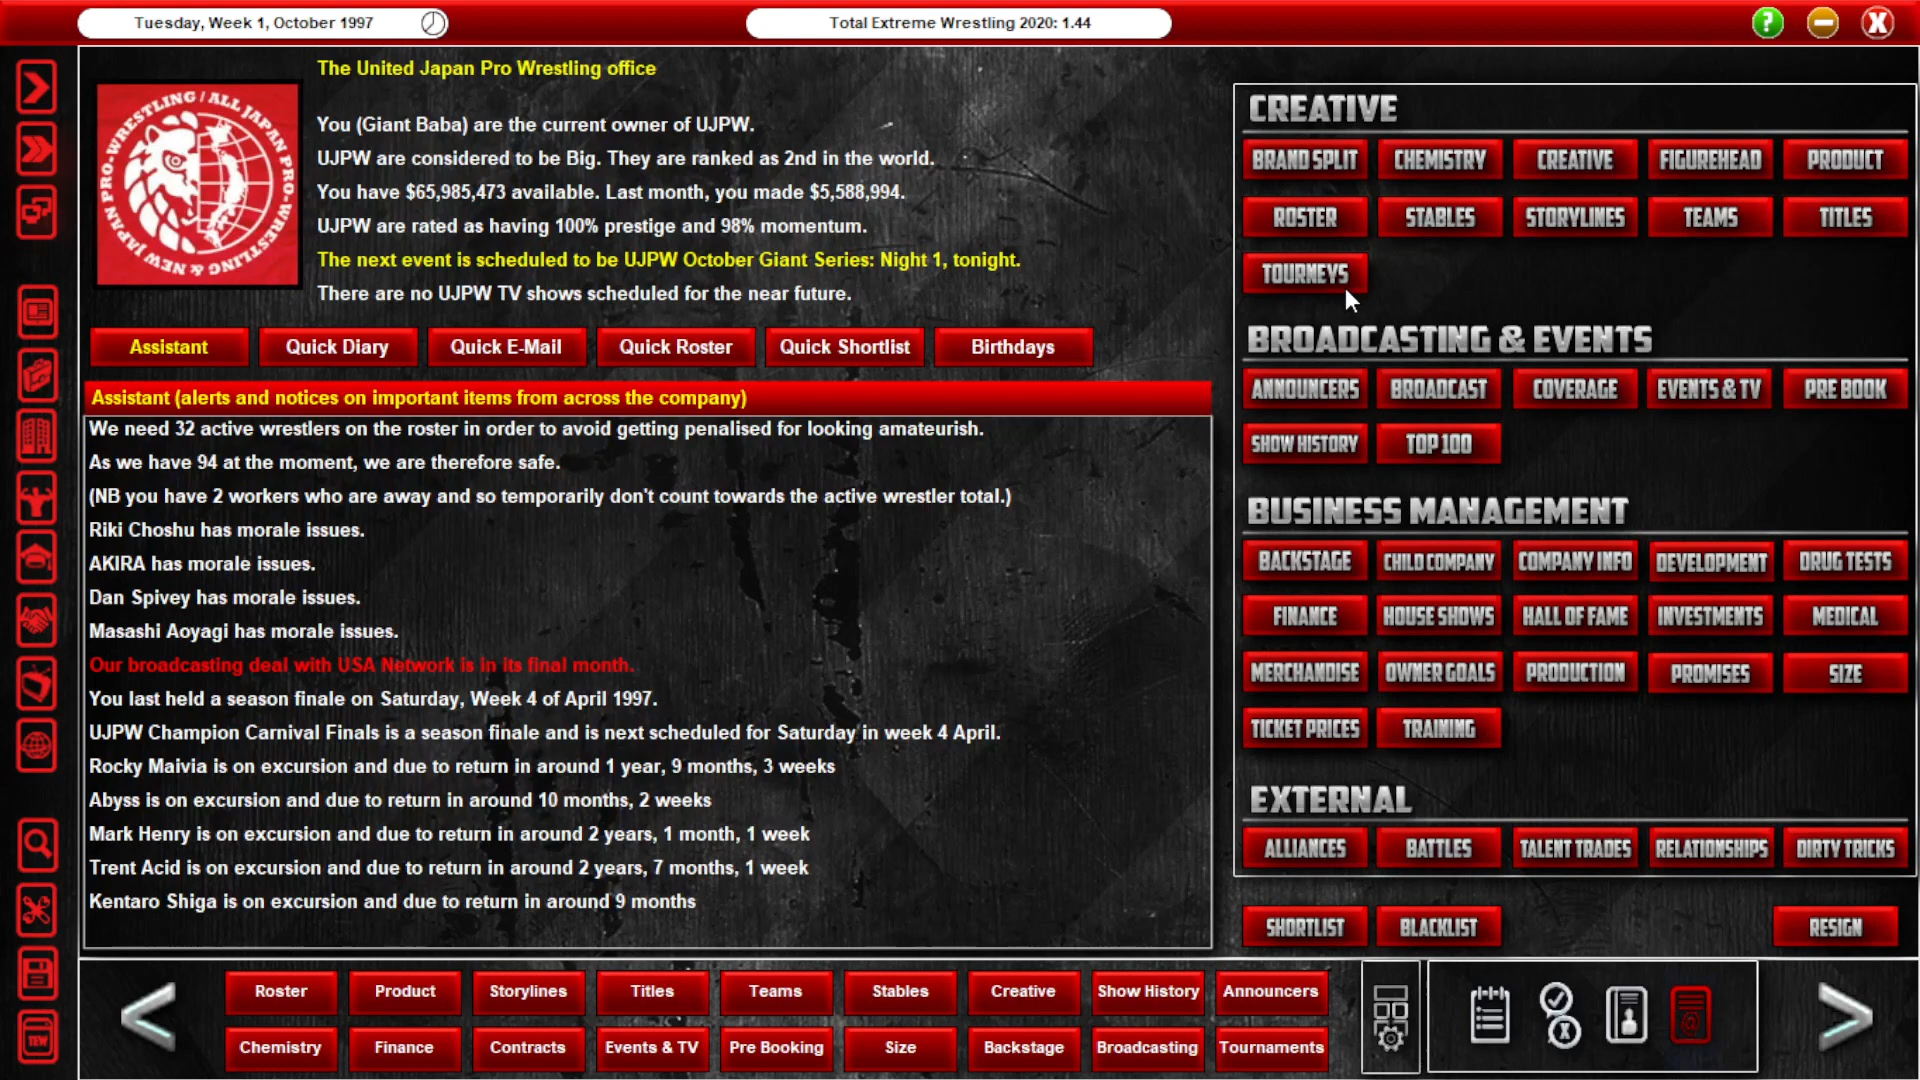 Tuesday, Week 1, October 1997
Total Extreme Wrestling 2020: 1.44
The United Japan Pro Wrestling office
NEW JAPAN PRO-WRESTLING / ALL JAPAN PRO-WRESTLING &
You (Giant Baba) are the current owner of UJPW.
UJPW are considered to be Big. They are ranked as 2nd in the world.
You have $65,985,473 available. Last month, you made $5,588,994.
UJPW are rated as having 100% prestige and 98% momentum.
The next event is scheduled to be UJPW October Giant Series: Night 1, tonight.
There are no UJPW TV shows scheduled for the near future.
Assistant
Quick Diary
Quick E-Mail
Quick Roster
Quick Shortlist
Birthdays
Assistant (alerts and notices on important items from across the company)
We need 32 active wrestlers on the roster in order to avoid getting penalised for looking amateurish.
As we have 94 at the moment, we are therefore safe.
(NB you have 2 workers who are away and so temporarily don't count towards the active wrestler total.)
Riki Choshu has morale issues.
AKIRA has morale issues.
Dan Spivey has morale issues.
Masashi Aoyagi has morale issues.
Our broadcasting deal with USA Network is in its final month.
You last held a season finale on Saturday, Week 4 of April 1997.
UJPW Champion Carnival Finals is a season finale and is next scheduled for Saturday in week 4 April.
Rocky Maivia is on excursion and due to return in around 1 year, 9 months, 3 weeks
Abyss is on excursion and due to return in around 10 months, 2 weeks
Mark Henry is on excursion and due to return in around 2 years, 1 month, 1 week
Trent Acid is on excursion and due to return in around 2 years, 7 months, 1 week
Kentaro Shiga is on excursion and due to return in around 9 months
CREATIVE
BRAND SPLIT
CHEMISTRY
CREATIVE
FIGUREHEAD
PRODUCT
ROSTER
STABLES
STORYLINES
TEAMS
TITLES
TOURNEYS
BROADCASTING & EVENTS
ANNOUNCERS
BROADCAST
COVERAGE
EVENTS & TV
PRE BOOK
SHOW HISTORY
TOP 100
BUSINESS MANAGEMENT
BACKSTAGE
CHILD COMPANY
COMPANY INFO
DEVELOPMENT
DRUG TESTS
FINANCE
HOUSE SHOWS
HALL OF FAME
INVESTMENTS
MEDICAL
MERCHANDISE
OWNER GOALS
PRODUCTION
PROMISES
SIZE
TICKET PRICES
TRAINING
EXTERNAL
ALLIANCES
BATTLES
TALENT TRADES
RELATIONSHIPS
DIRTY TRICKS
SHORTLIST
BLACKLIST
RESIGN
Roster
Product
Storylines
Titles
Teams
Stables
Creative
Show History
Announcers
Chemistry
Finance
Contracts
Events & TV
Pre Booking
Size
Backstage
Broadcasting
Tournaments
TEW